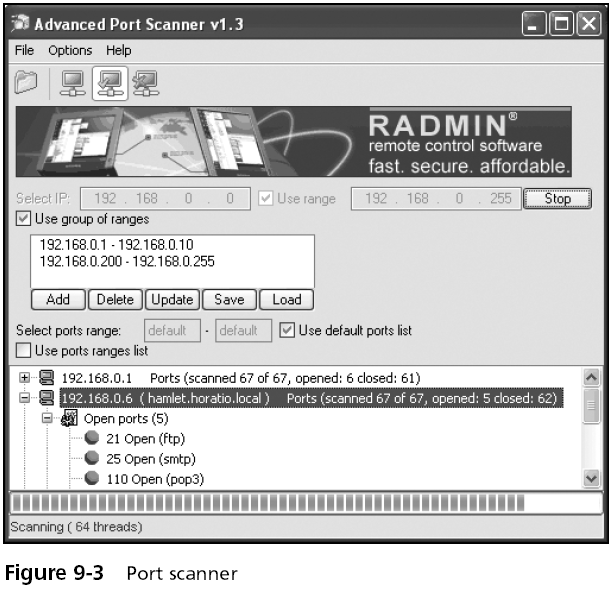 Advanced Port Scanner v1.3
File Options Help
RADMIN®
remote control software
fast. secure. affordable.
Select IP: 192 . 168 . 0 . 0 Use range 192 . 168 . 0 . 255 Stop
Use group of ranges
192.168.0.1 - 192.168.0.10
192.168.0.200 - 192.168.0.255
Add Delete Update Save Load
Select ports range: default - default Use default ports list
Use ports ranges list
192.168.0.1 Ports (scanned 67 of 67, opened: 6 closed: 61)
192.168.0.6 ( hamlet.horatio.local ) Ports (scanned 67 of 67, opened: 5 closed: 62)
Open ports (5)
21 Open (ftp)
25 Open (smtp)
110 Open (pop3)
Scanning ( 64 threads)
Figure 9-3 Port scanner